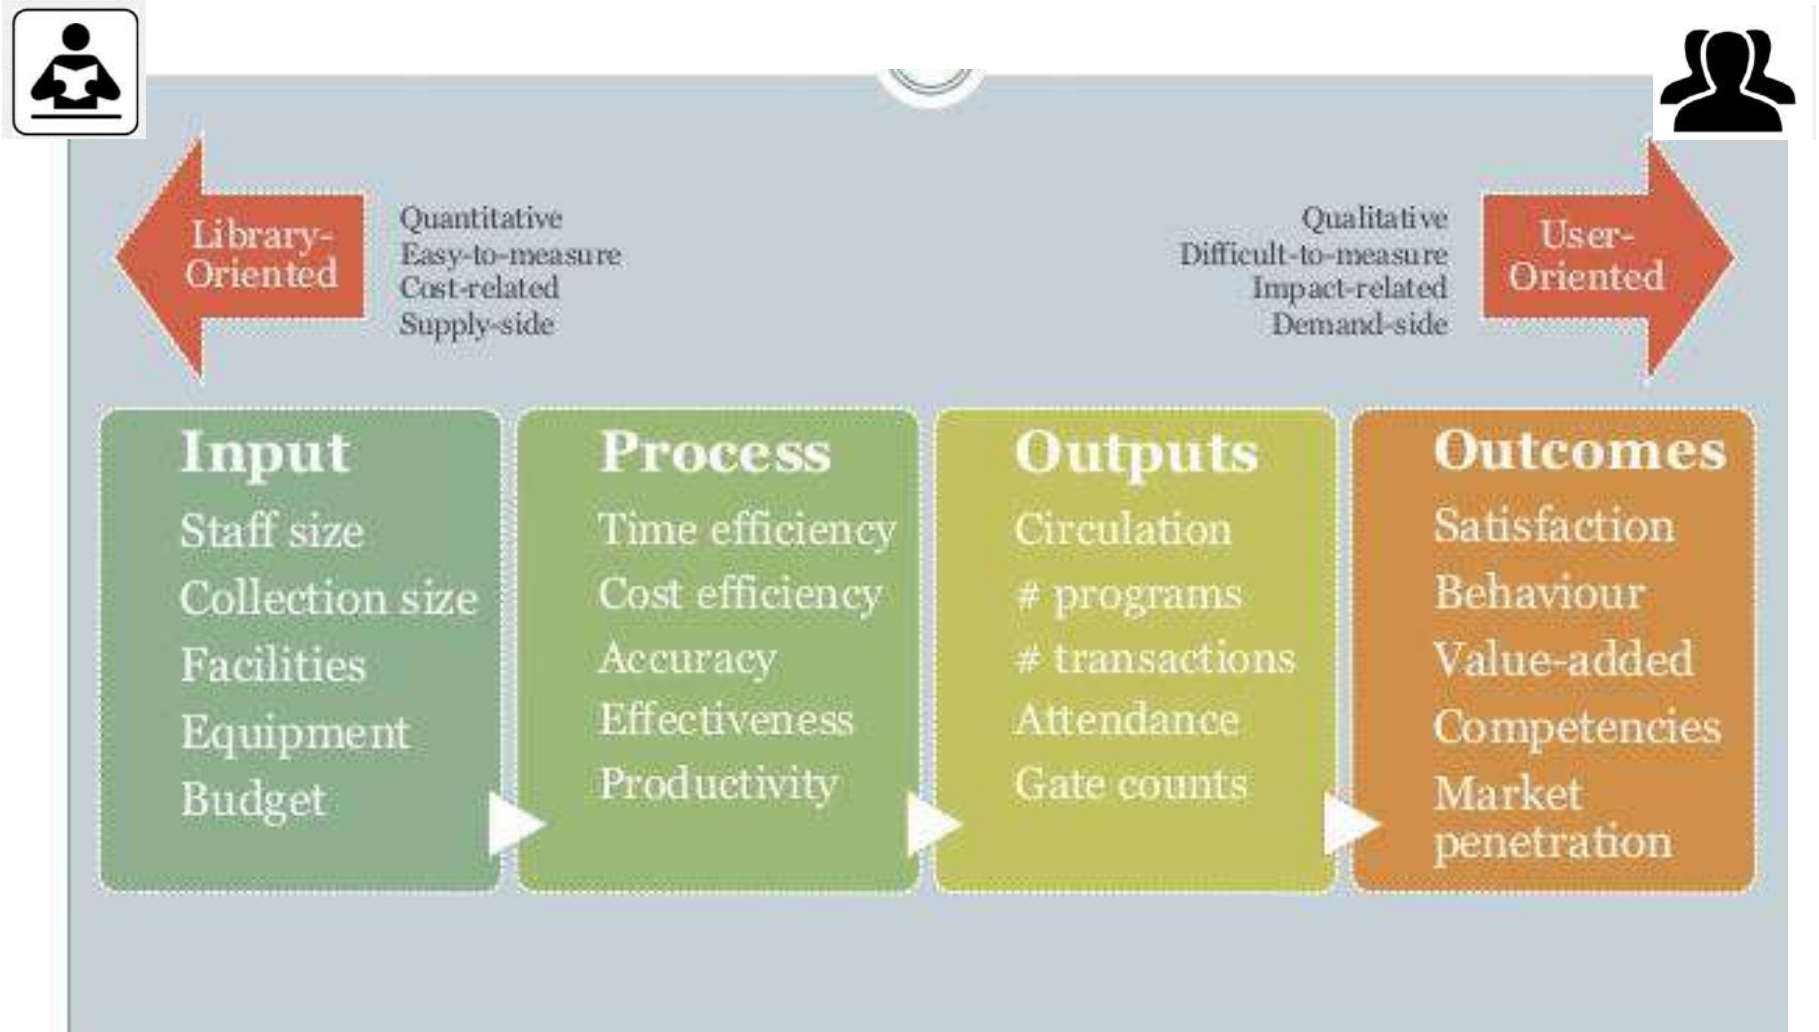 Library-
Oriented
Quantitative
Easy-to-measure
Cost-related
Supply-side
Qualitative
Difficult-to-measure
Impact-related
Demand-side
User-
Oriented
Input
Staff size
Collection size
Facilities
Equipment
Budget
Process
Time efficiency
Cost efficiency
Accuracy
Effectiveness
Productivity
Outputs
Circulation
# programs
# transactions
Attendance
Gate counts
Outcomes
Satisfaction
Behaviour
Value-added
Competencies
Market
penetration